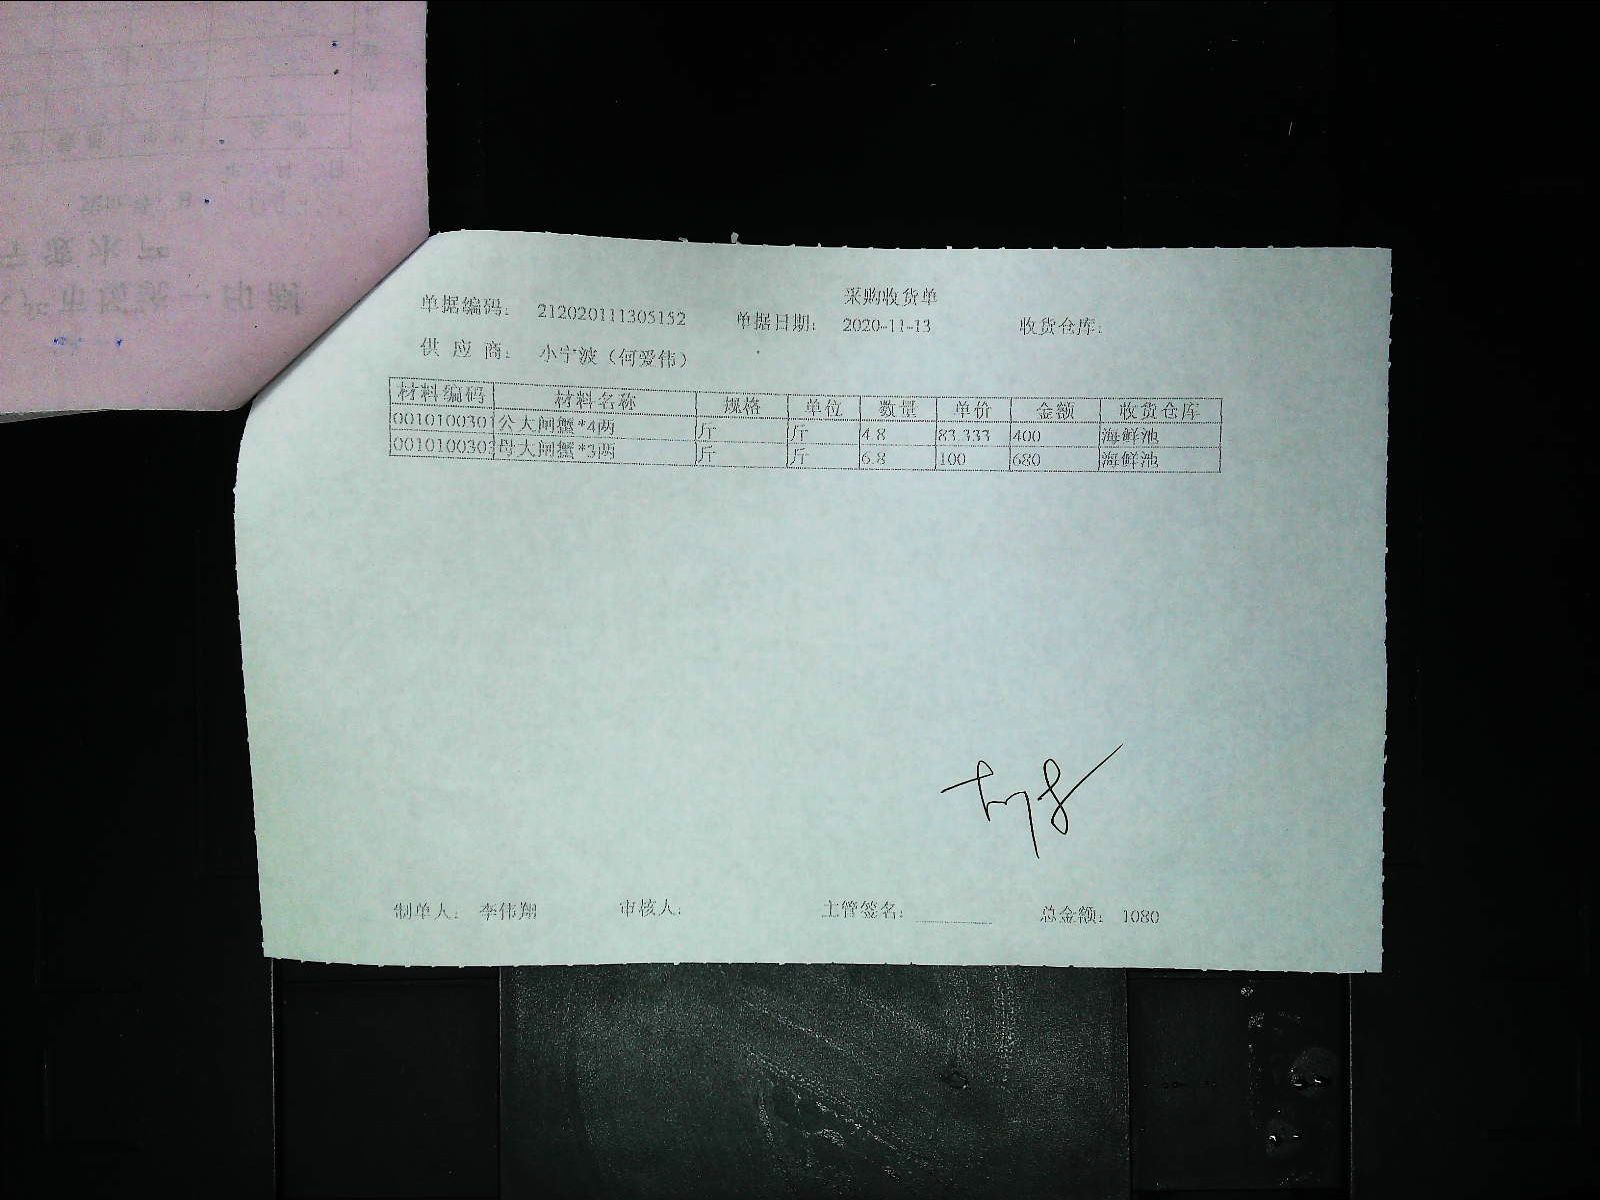 采购收货单
单据编码： 212020111305152 单据日期： 2020-11-13 收货仓库：
供 应 商： 小宁波（何爱伟）
材料编码 材料名称 规格 单位 数量 单价 金额 收货仓库
0010100301 公大闸蟹*4两 斤 斤 4.8 83.333 400 海鲜池
0010100302 母大闸蟹*3两 斤 斤 6.8 100 680 海鲜池
制单人： 李伟翔 审核人： 主管签名： 总金额： 1080